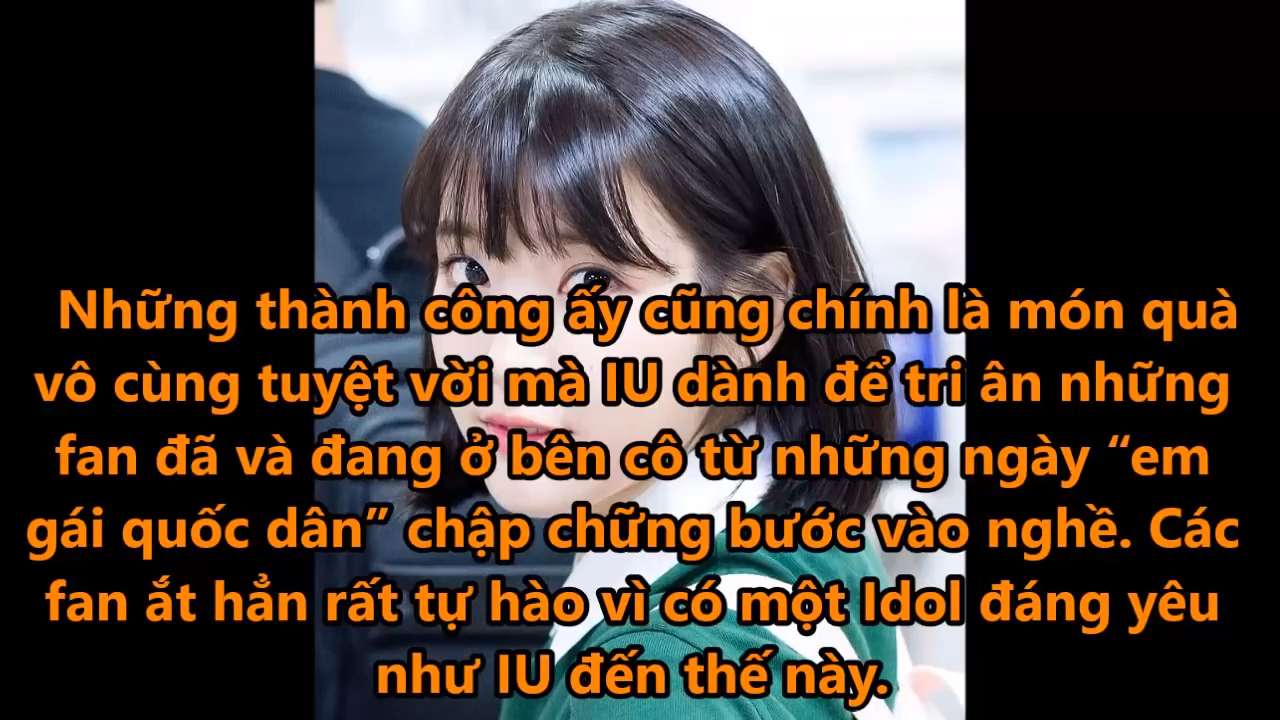 Những thành công ấy cũng chính là món quà
vô cùng tuyệt vời mà IU dành để tri ân những
fan đã và đang ở bên cô từ những ngày “em
gái quốc dân” chập chững bước vào nghề. Các
fan ắt hẳn rất tự hào vì có một Idol đáng yêu
như IU đến thế này.